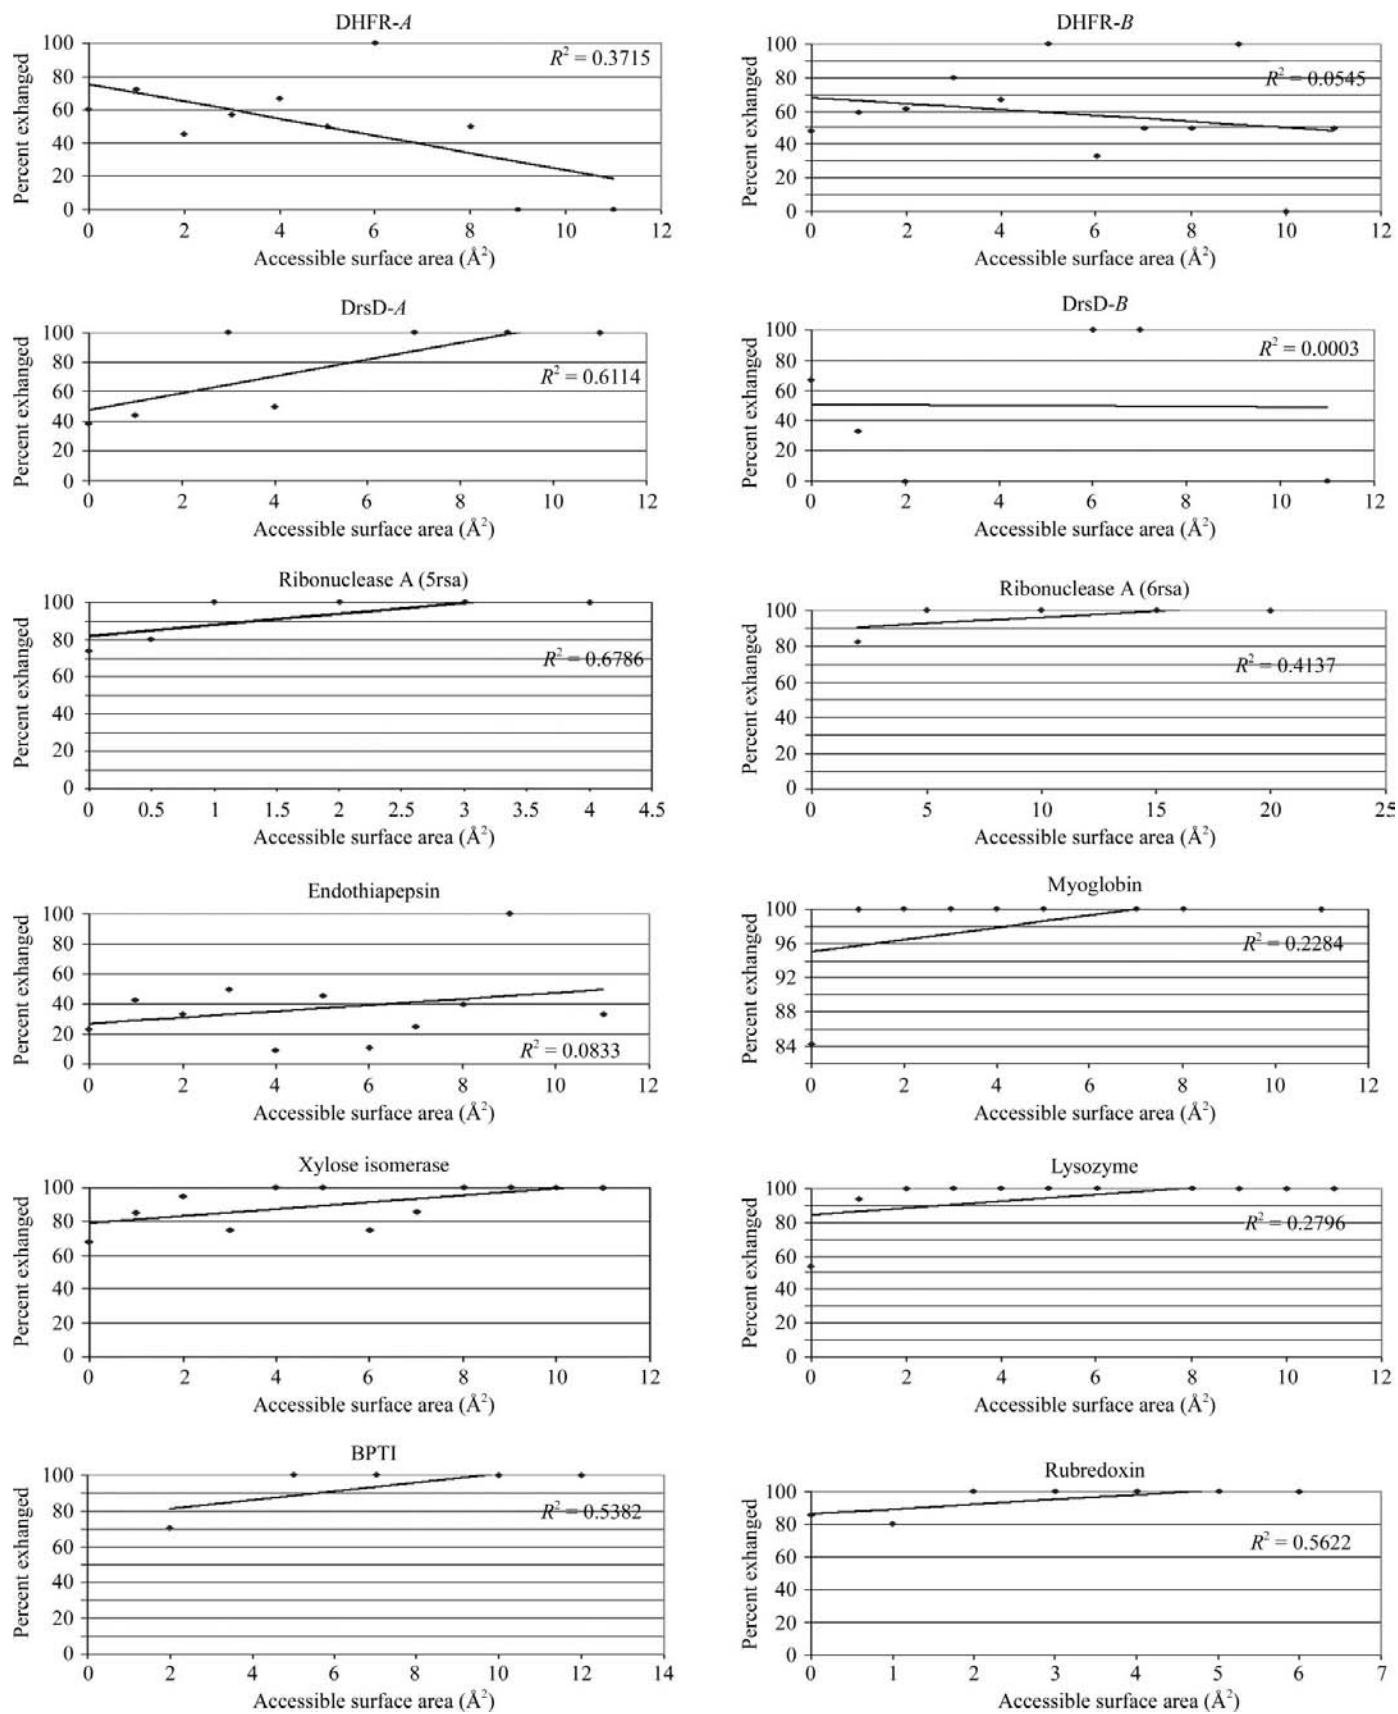 DHFR-A
Percent exhanged
100
80
60
40
20
0
R² = 0.3715
0 2 4 6 8 10 12
Accessible surface area (Å²)
DHFR-B
Percent exhanged
100
80
60
40
20
0
R² = 0.0545
0 2 4 6 8 10 12
Accessible surface area (Å²)
DrsD-A
Percent exhanged
100
80
60
40
20
0
R² = 0.6114
0 2 4 6 8 10 12
Accessible surface area (Å²)
DrsD-B
Percent exhanged
100
80
60
40
20
0
R² = 0.0003
0 2 4 6 8 10 12
Accessible surface area (Å²)
Ribonuclease A (5rsa)
Percent exhanged
100
80
60
40
20
0
R² = 0.6786
0 0.5 1 1.5 2 2.5 3 3.5 4 4.5
Accessible surface area (Å²)
Ribonuclease A (6rsa)
Percent exhanged
100
80
60
40
20
0
R² = 0.4137
0 5 10 15 20 25
Accessible surface area (Å²)
Endothiapepsin
Percent exhanged
100
80
60
40
20
0
R² = 0.0833
0 2 4 6 8 10 12
Accessible surface area (Å²)
Myoglobin
Percent exhanged
100
96
92
88
84
R² = 0.2284
0 2 4 6 8 10 12
Accessible surface area (Å²)
Xylose isomerase
Percent exhanged
100
80
60
40
20
0
0 2 4 6 8 10 12
Accessible surface area (Å²)
Lysozyme
Percent exhanged
100
80
60
40
20
0
R² = 0.2796
0 2 4 6 8 10 12
Accessible surface area (Å²)
BPTI
Percent exhanged
100
80
60
40
20
0
R² = 0.5382
0 2 4 6 8 10 12 14
Accessible surface area (Å²)
Rubredoxin
Percent exhanged
100
80
60
40
20
0
R² = 0.5622
0 1 2 3 4 5 6 7
Accessible surface area (Å²)